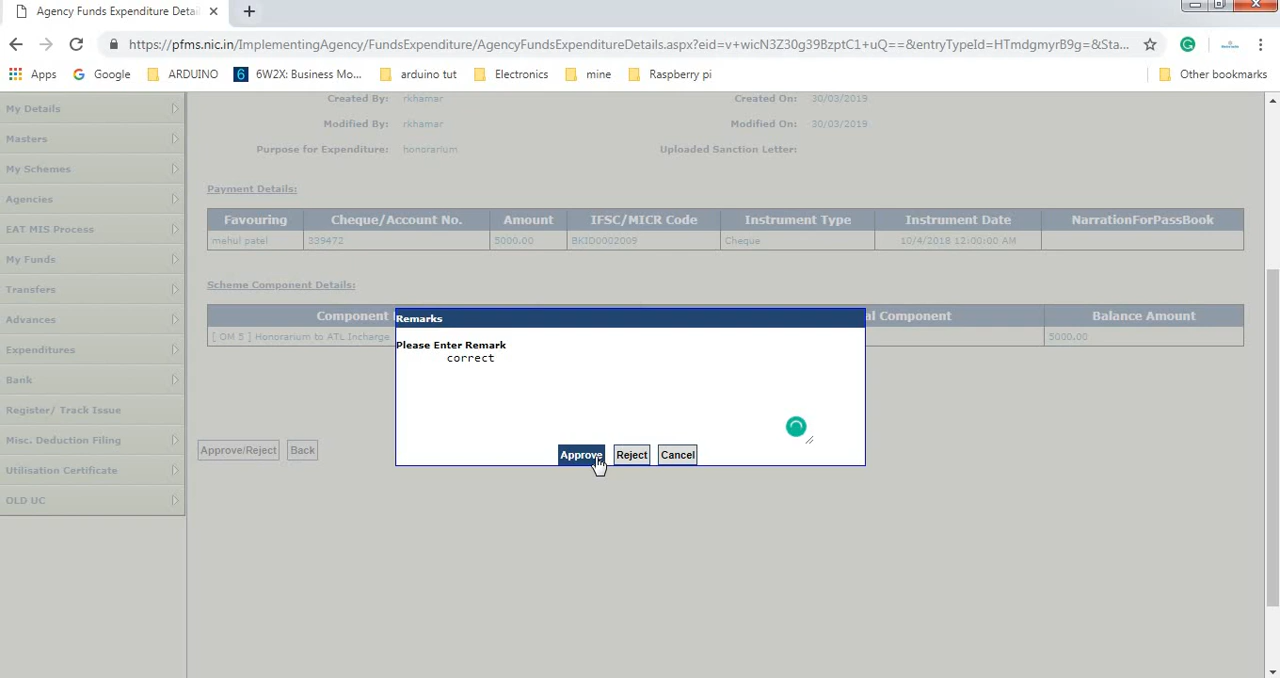 Agency Funds Expenditure Detai
https://pfms.nic.in/ImplementingAgency/FundsExpenditure/AgencyFundsExpenditureDetails.aspx?eid=v+wicN3Z30g39BzptC1+uQ==&entryTypeId=HTmdgmyrB9g=&Sta...
Apps Google ARDUINO 6W2X: Business Mo... arduino tut Electronics mine Raspberry pi Other bookmarks
My Details
Masters
My Schemes
Agencies
EAT MIS Process
My Funds
Transfers
Advances
Expenditures
Bank
Register/ Track Issue
Misc. Deduction Filing
Utilisation Certificate
OLD UC
Created By: rkhamar Created On: 30/03/2019
Modified By: rkhamar Modified On: 30/03/2019
Purpose for Expenditure: honorarium Uploaded Sanction Letter:
Payment Details:
Favouring Cheque/Account No. Amount IFSC/MICR Code Instrument Type Instrument Date NarrationForPassBook
mehul patel 339472 5000.00 BKID0002009 Cheque 10/4/2018 12:00:00 AM
Scheme Component Details:
Component al Component Balance Amount
[ OM 5 ] Honorarium to ATL Incharge 5000.00
Remarks
Please Enter Remark
correct
Approve Reject Cancel
Approve/Reject Back